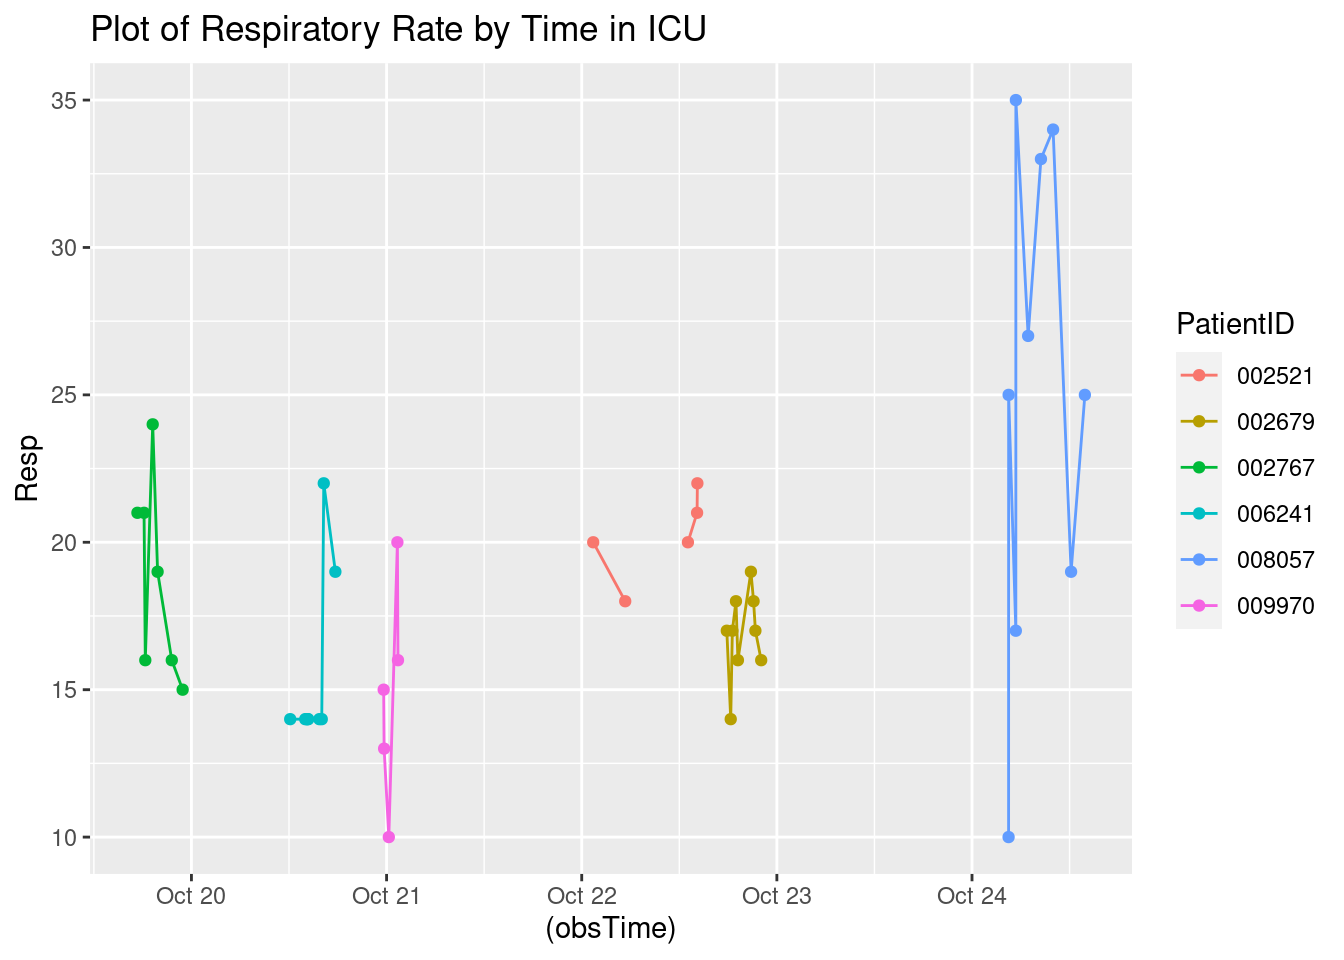 Plot of Respiratory Rate by Time in ICU
35
30
25
20
15
10
Resp
Oct 20
Oct 21
Oct 22
Oct 23
Oct 24
(obsTime)
PatientID
002521
002679
002767
006241
008057
009970